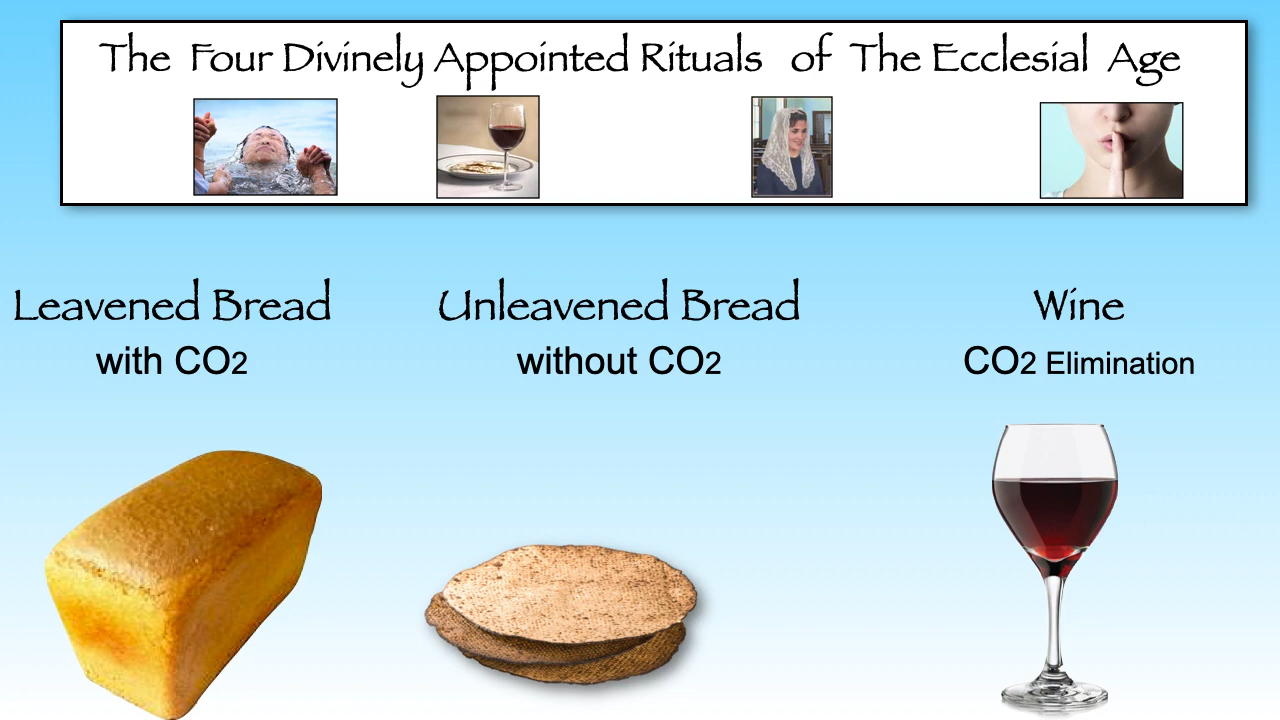 The Four Divinely Appointed Rituals of The Ecclesial Age
Leavened Bread
with CO2
Unleavened Bread
without CO2
Wine
CO2 Elimination